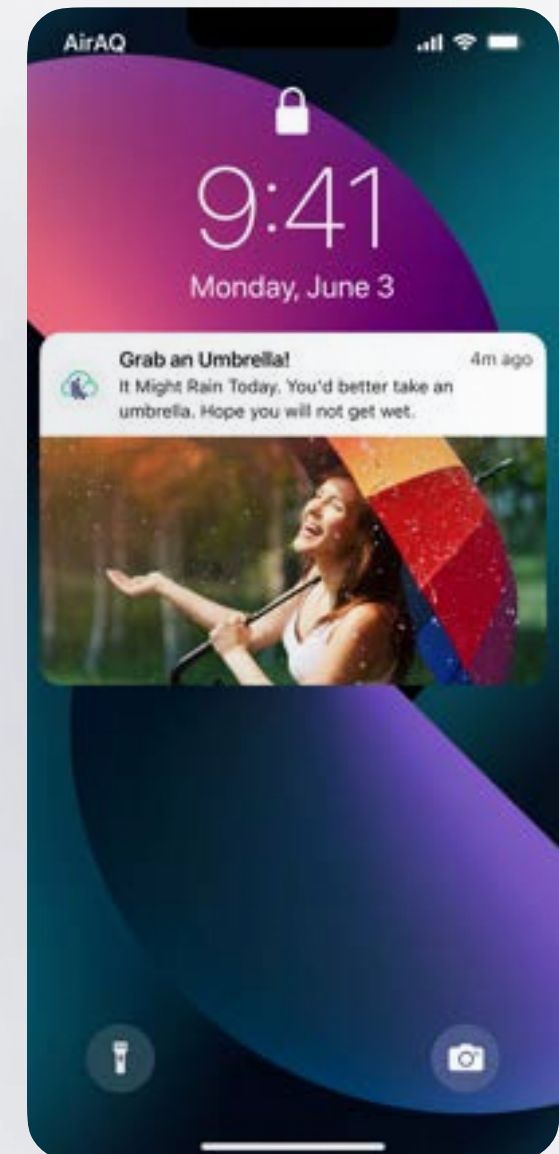 AirAQ
9:41
Monday, June 3
Grab an Umbrella! 4m ago
It Might Rain Today. You'd better take an
umbrella. Hope you will not get wet.